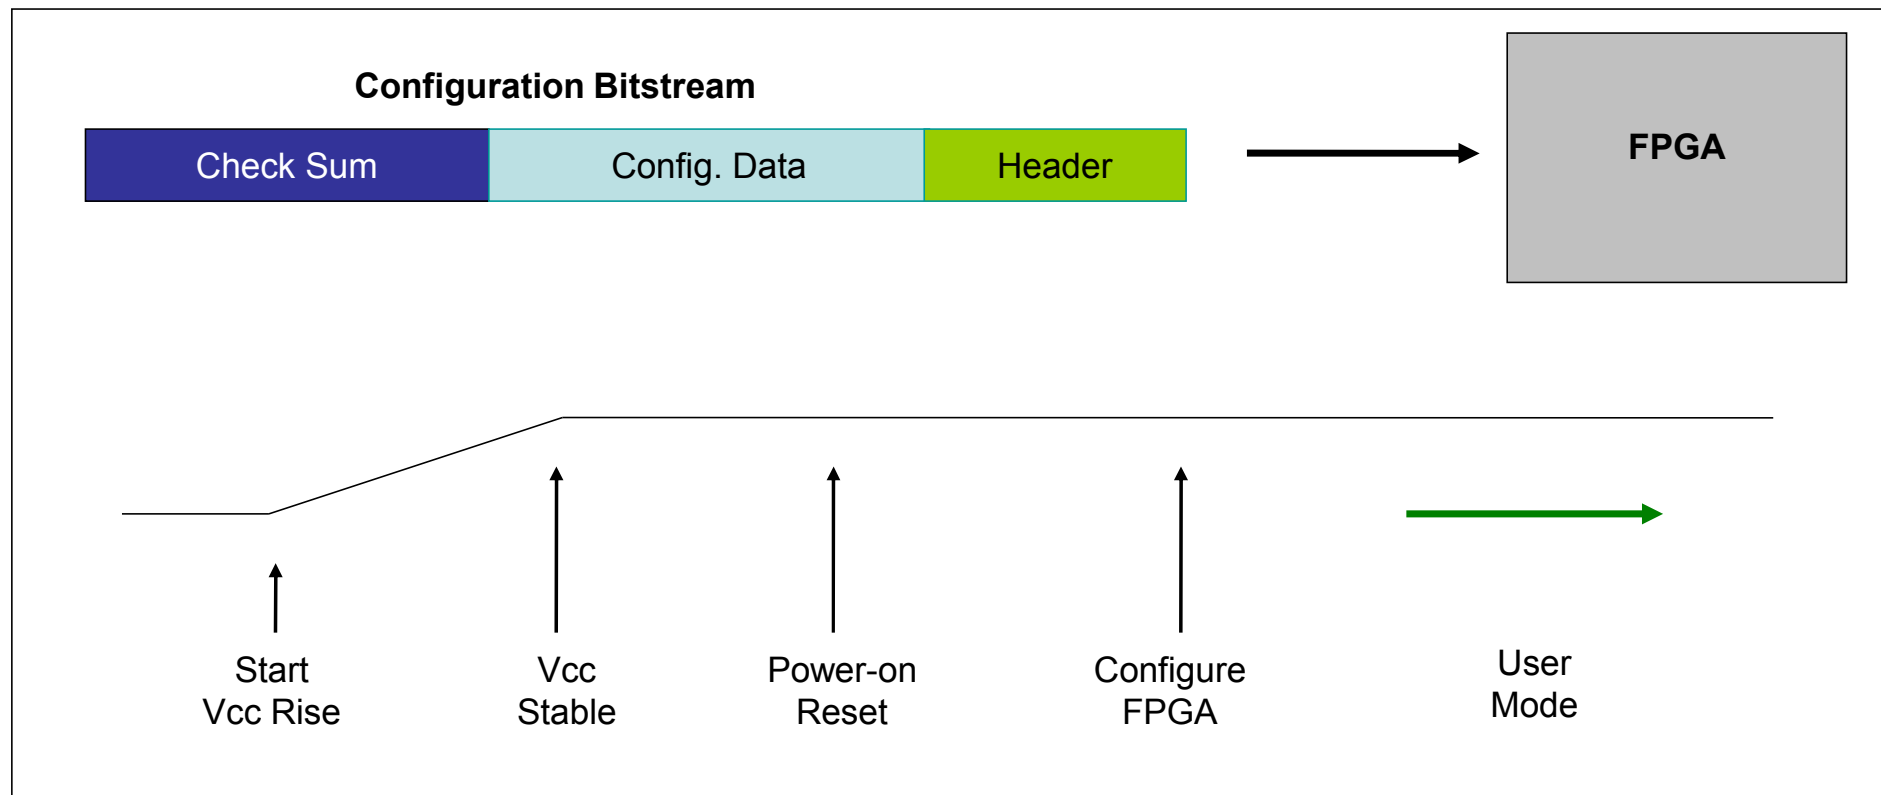 Configuration Bitstream
Check Sum
Config. Data
Header
FPGA
Start
Vcc Rise
Vcc
Stable
Power-on
Reset
Configure
FPGA
User
Mode